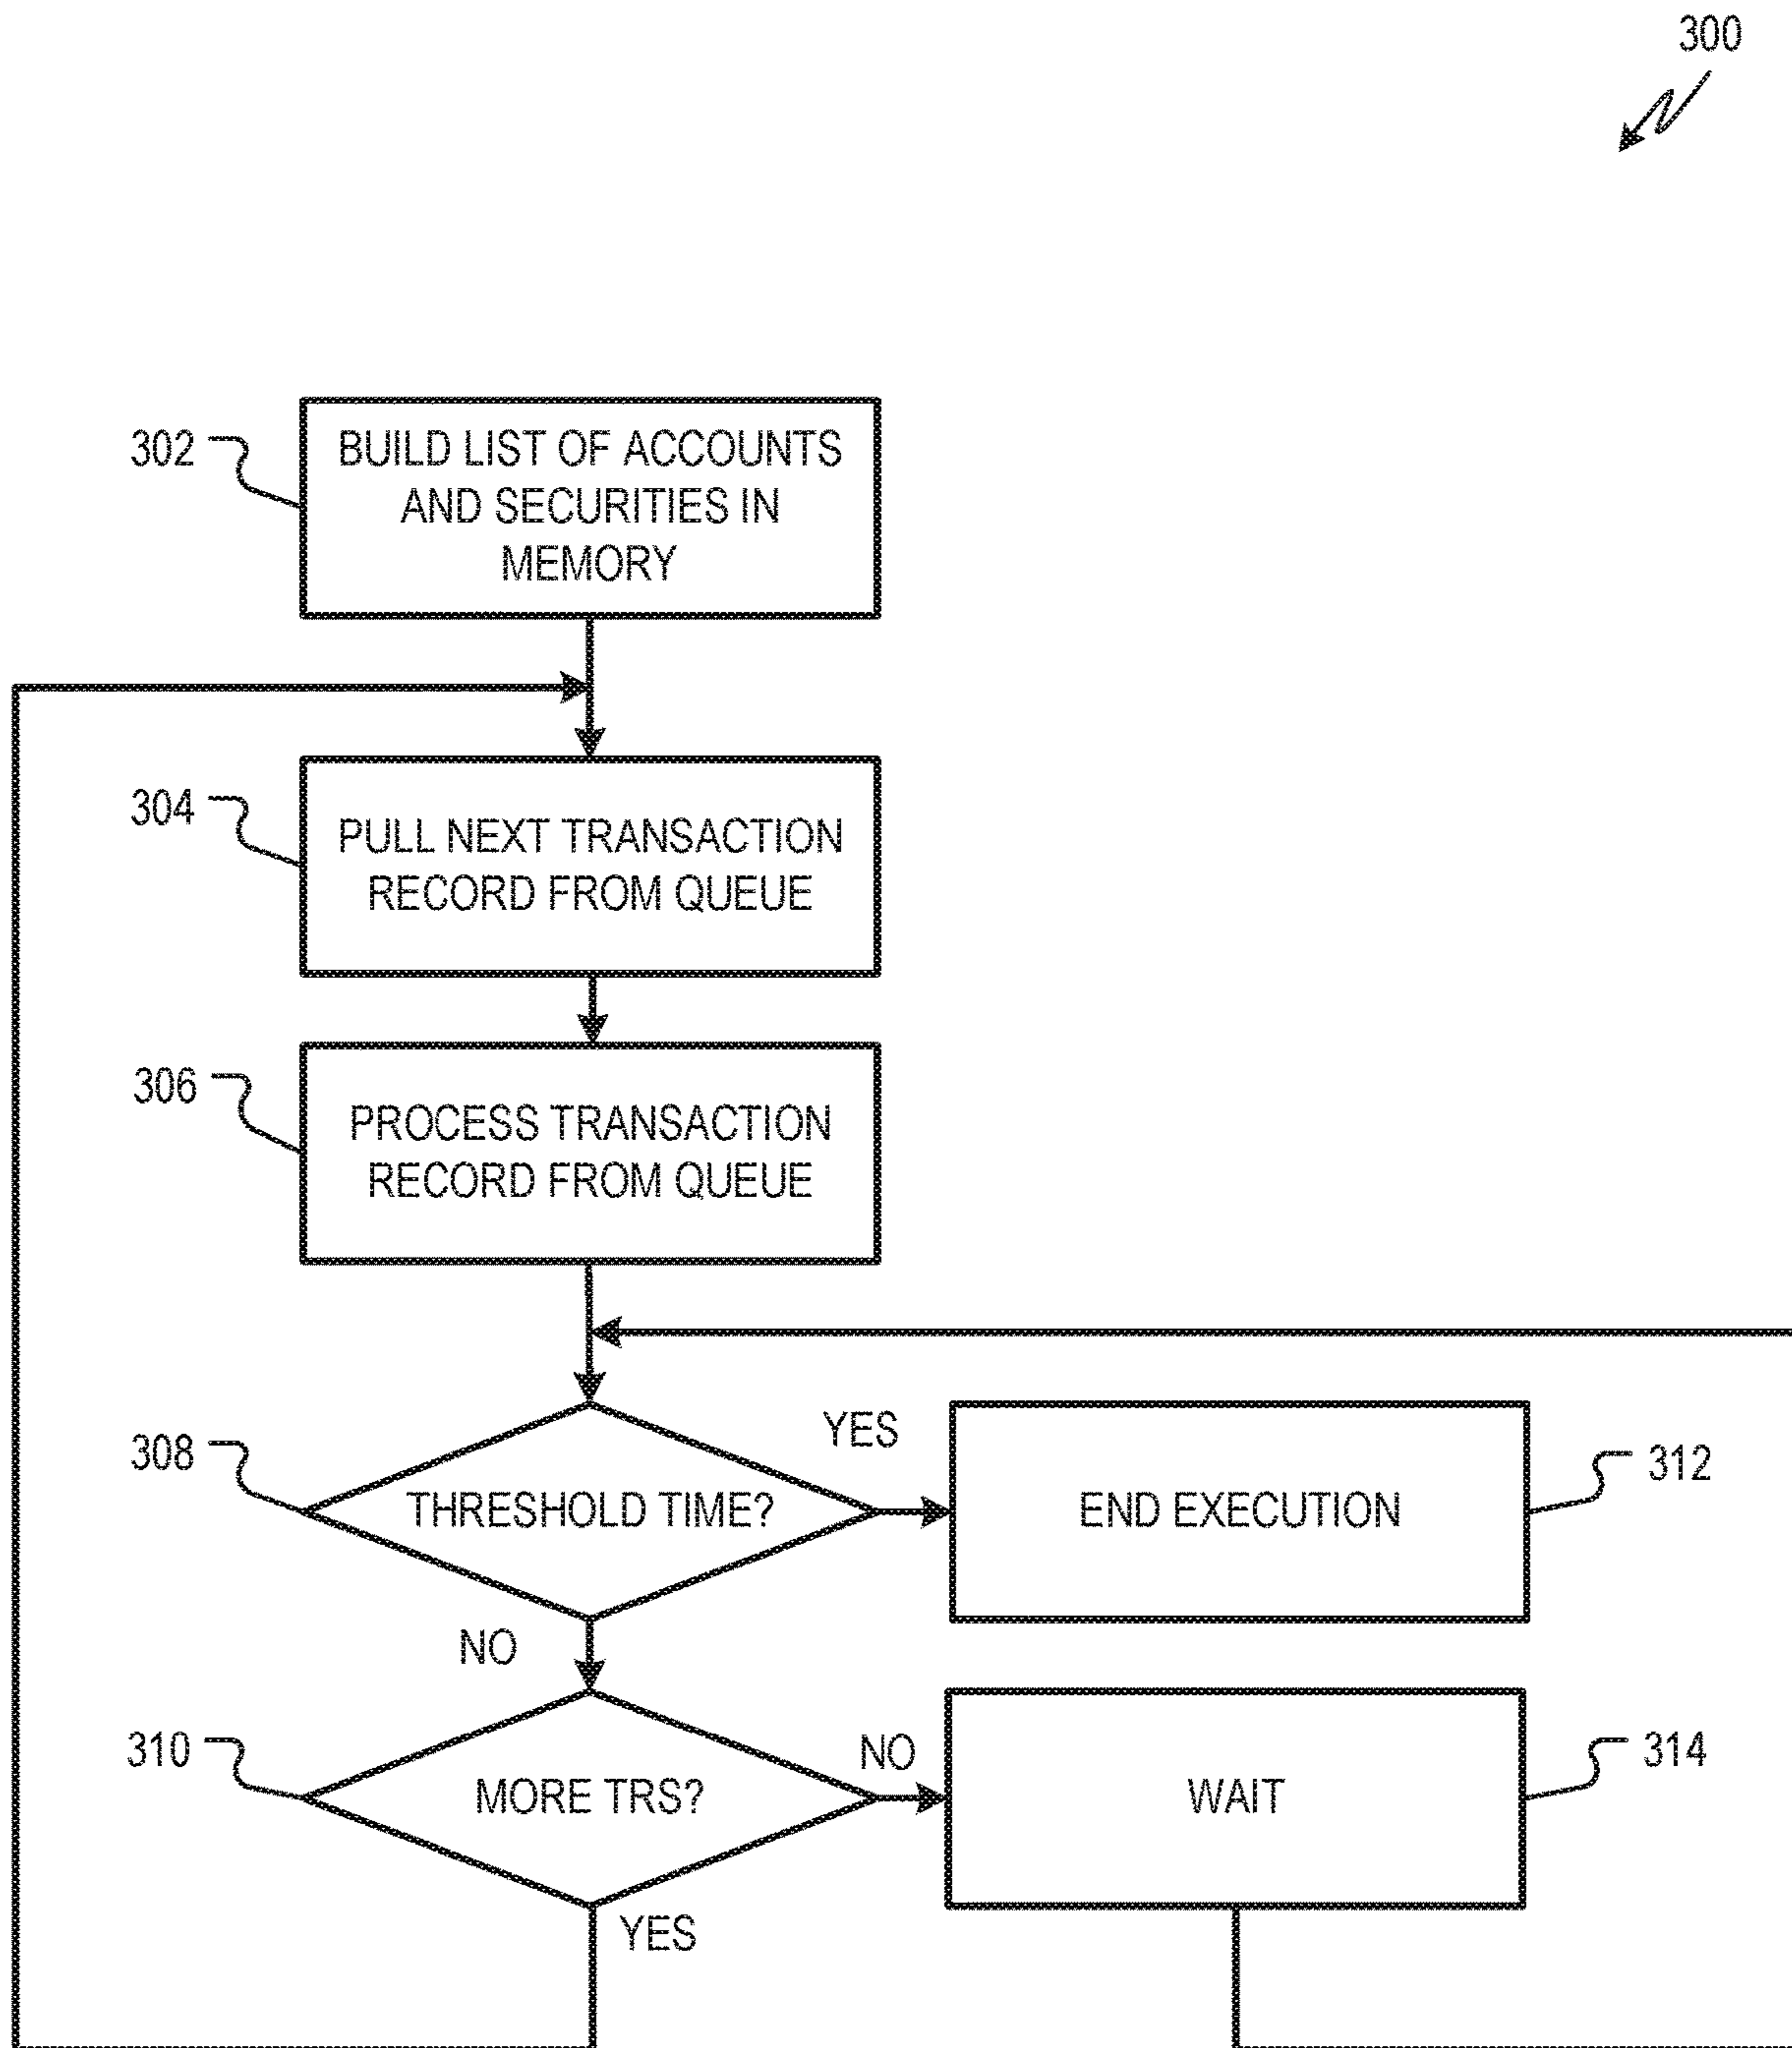 300
302
BUILD LIST OF ACCOUNTS
AND SECURITIES IN
MEMORY
304
PULL NEXT TRANSACTION
RECORD FROM QUEUE
306
PROCESS TRANSACTION
RECORD FROM QUEUE
308
THRESHOLD TIME?
YES
END EXECUTION
312
NO
310
MORE TRS?
NO
WAIT
314
YES